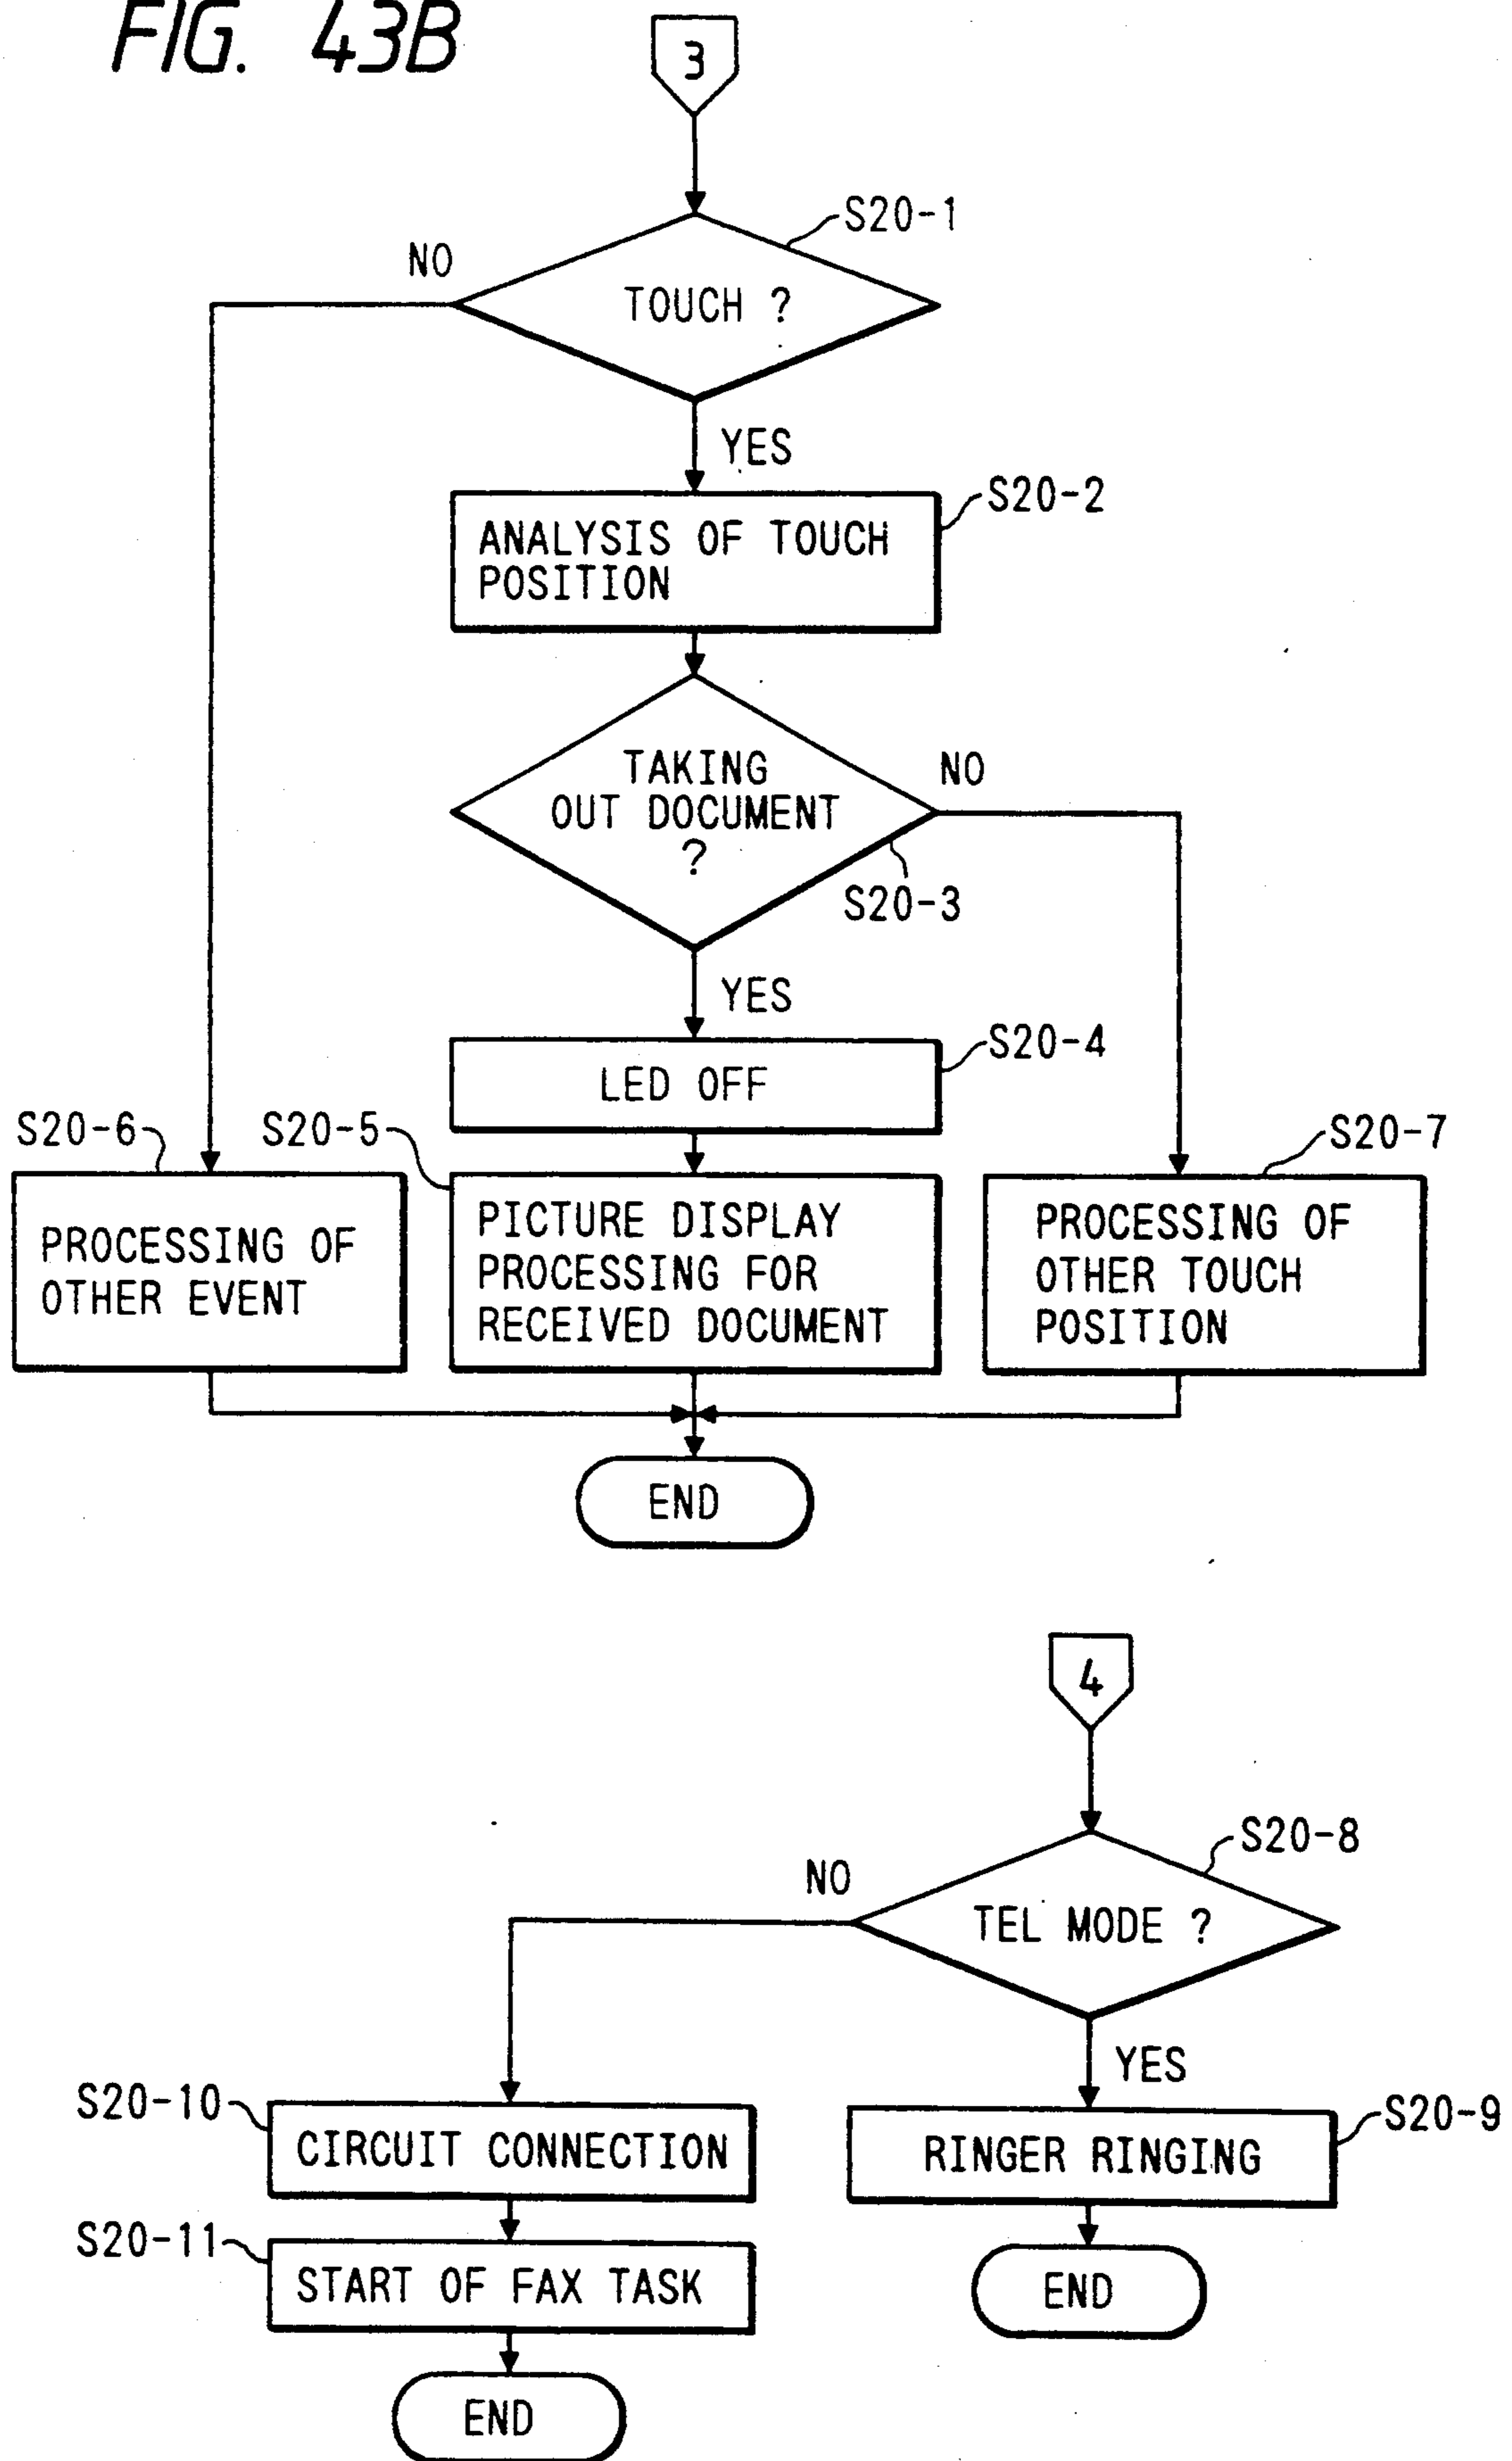 FIG. 43B
3
S20-1
NO
TOUCH ?
YES
S20-2
ANALYSIS OF TOUCH
POSITION
TAKING
OUT DOCUMENT
?
NO
S20-3
YES
S20-4
LED OFF
S20-6
S20-5
S20-7
PROCESSING OF
OTHER EVENT
PICTURE DISPLAY
PROCESSING FOR
RECEIVED DOCUMENT
PROCESSING OF
OTHER TOUCH
POSITION
END
4
S20-8
NO
TEL MODE ?
YES
S20-10
CIRCUIT CONNECTION
S20-9
RINGER RINGING
S20-11
START OF FAX TASK
END
END